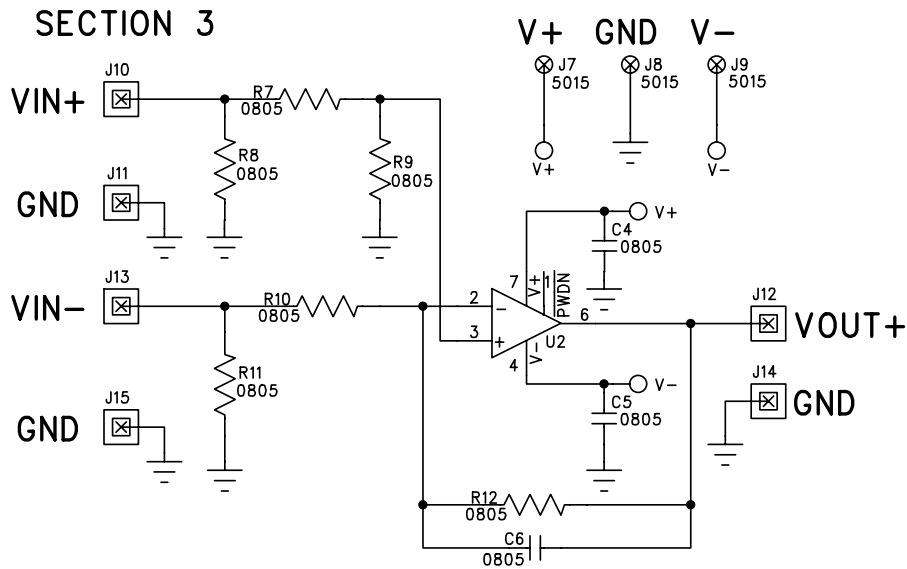 SECTION 3
V+ GND V-
J7
5015
J8
5015
J9
5015
V+
V-
J10
VIN+
R7
0805
R8
0805
R9
0805
J11
GND
V+
C4
0805
J13
VIN-
R10
0805
R11
0805
J15
GND
7
V+
1
PWDN
2
-
3
+
6
U2
4
V-
J12
VOUT+
J14
GND
V-
C5
0805
R12
0805
C6
0805